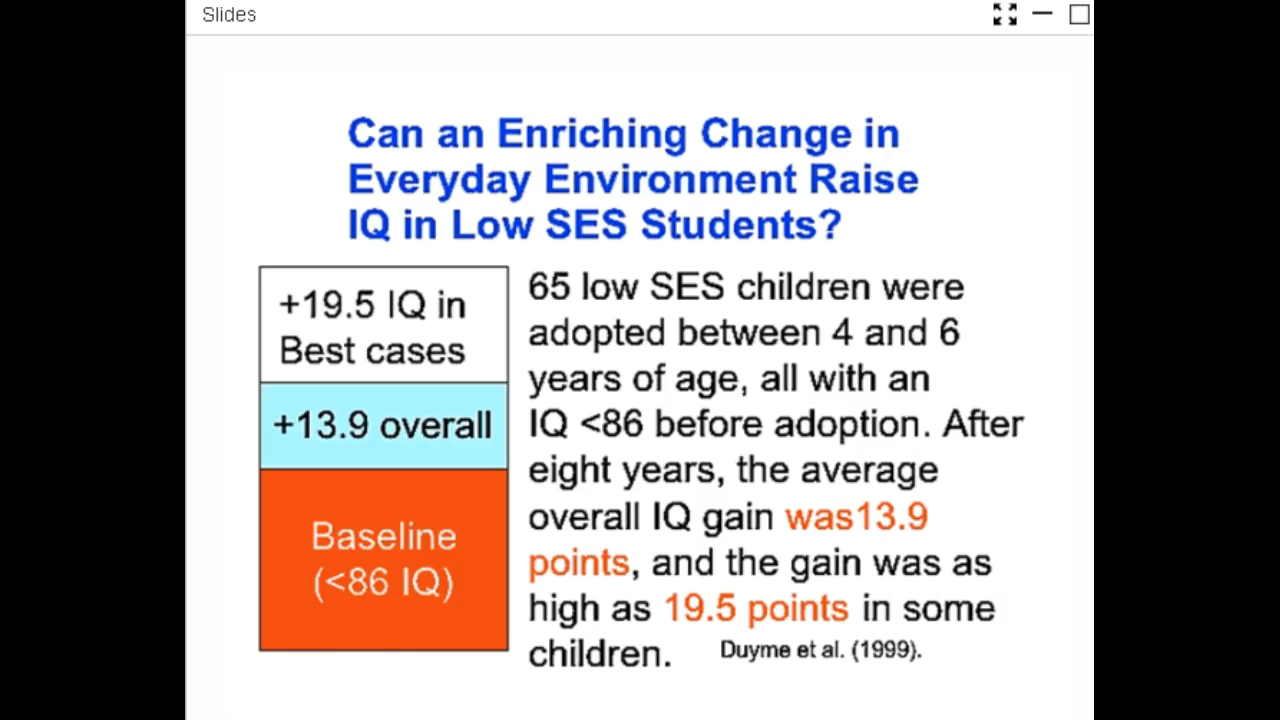 Slides
Can an Enriching Change in
Everyday Environment Raise
IQ in Low SES Students?
+19.5 IQ in
Best cases
+13.9 overall
Baseline
(<86 IQ)
65 low SES children were
adopted between 4 and 6
years of age, all with an
IQ <86 before adoption. After
eight years, the average
overall IQ gain was13.9
points, and the gain was as
high as 19.5 points in some
children.
Duyme et al. (1999).